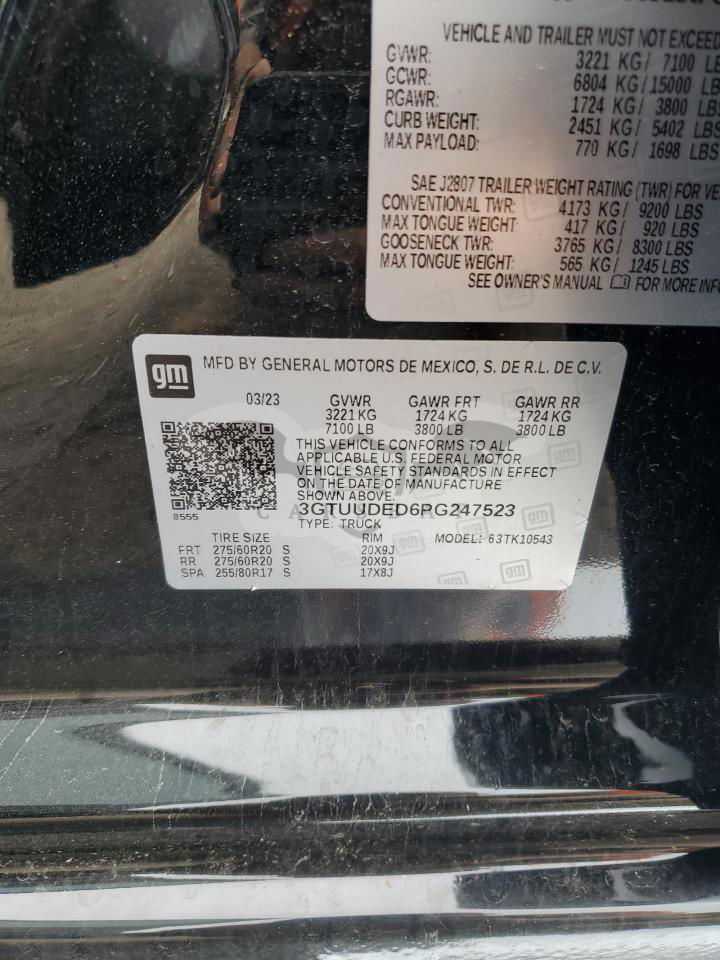 VEHICLE AND TRAILER MUST NOT EXCEED
GVWR: 3221 KG/ 7100 LB
GCWR: 6804 KG/15000 LB
RGAWR: 1724 KG/ 3800 LB
CURB WEIGHT: 2451 KG/ 5402 LBS
MAX PAYLOAD: 770 KG/ 1698 LBS
SAE J2807 TRAILER WEIGHT RATING (TWR) FOR VE
CONVENTIONAL TWR: 4173 KG/ 9200 LBS
MAX TONGUE WEIGHT: 417 KG/ 920 LBS
GOOSENECK TWR: 3765 KG/ 8300 LBS
MAX TONGUE WEIGHT: 565 KG/ 1245 LBS
SEE OWNER'S MANUAL FOR MORE INFO
gm MFD BY GENERAL MOTORS DE MEXICO, S. DE R.L. DE C.V.
03/23 GVWR GAWR FRT GAWR RR
3221 KG 1724 KG 1724 KG
7100 LB 3800 LB 3800 LB
THIS VEHICLE CONFORMS TO ALL
APPLICABLE U.S. FEDERAL MOTOR
VEHICLE SAFETY STANDARDS IN EFFECT
ON THE DATE OF MANUFACTURE
SHOWN ABOVE.
3GTUUDED6PG247523
8555 TYPE: TRUCK
TIRE SIZE RIM MODEL: 63TK10543
FRT 275/60R20 S 20X9J
RR 275/60R20 S 20X9J
SPA 255/80R17 S 17X8J